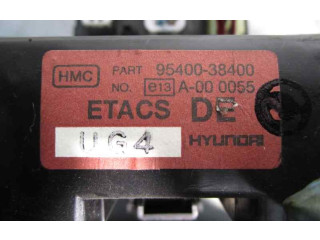 HMC PART 95400-38400
NO. e13 A-00 0055
ETACS DE
UG4 HYUNDAI